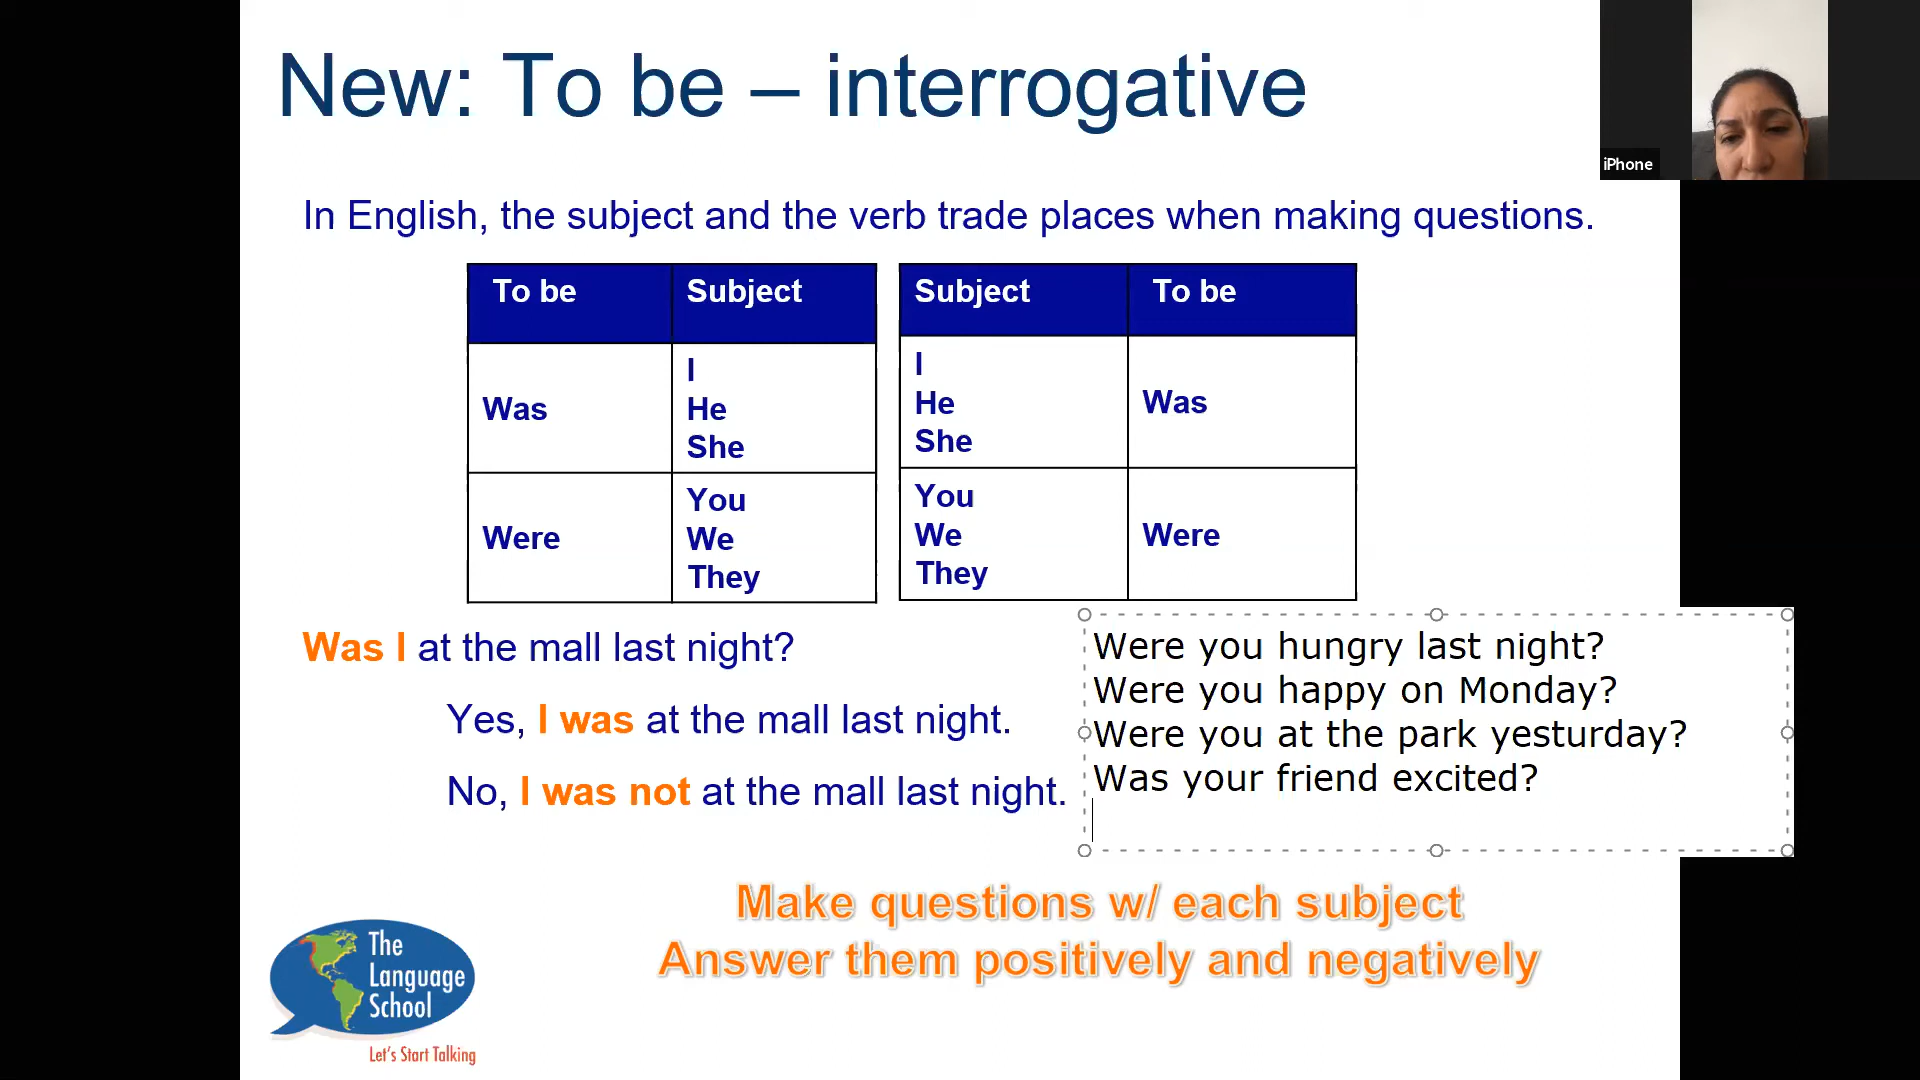 New: To be – interrogative
iPhone
In English, the subject and the verb trade places when making questions.
To be Subject
Was
I
He
She
Were
You
We
They
Subject To be
I
He
She
Was
You
We
They
Were
Was I at the mall last night?
Yes, I was at the mall last night.
No, I was not at the mall last night.
Were you hungry last night?
Were you happy on Monday?
Were you at the park yesturday?
Was your friend excited?
Make questions w/ each subject
Answer them positively and negatively
The
Language
School
Let's Start Talking